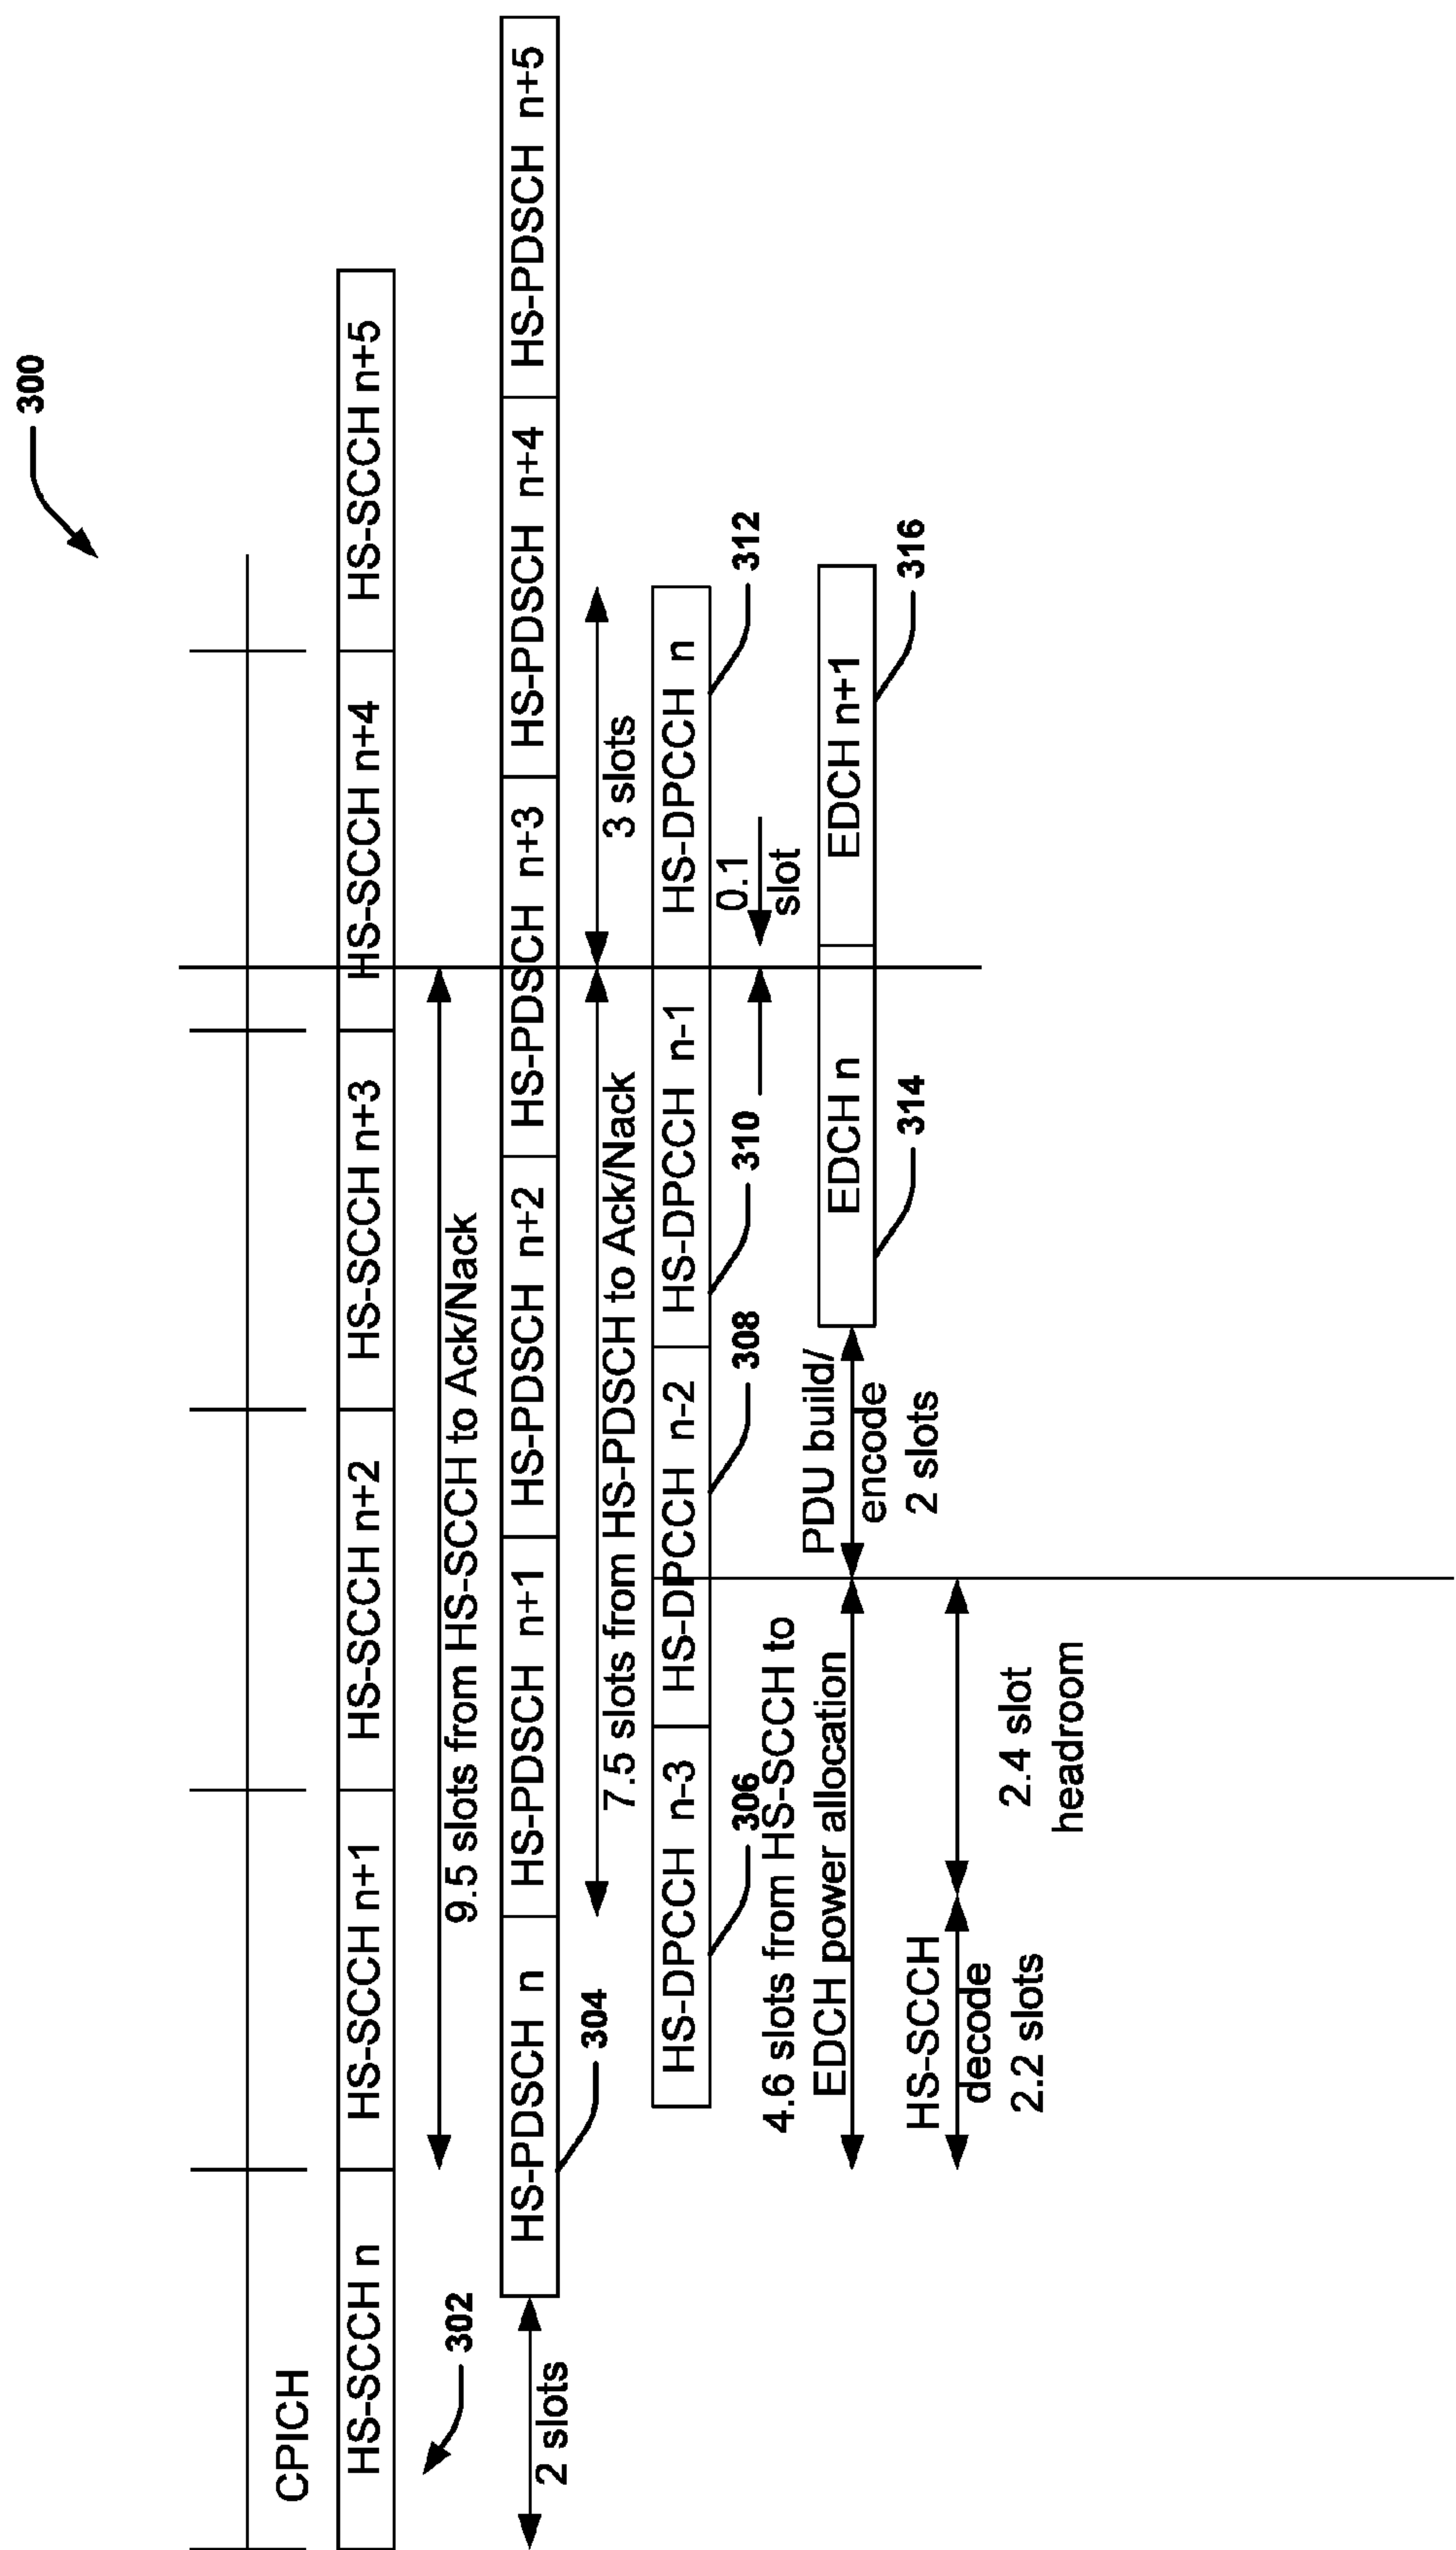 300
CPICH
HS-SCCH n
HS-SCCH n+1
HS-SCCH n+2
HS-SCCH n+3
HS-SCCH n+4
HS-SCCH n+5
302
9.5 slots from HS-SCCH to Ack/Nack
2 slots
HS-PDSCH n
HS-PDSCH n+1
HS-PDSCH n+2
HS-PDSCH n+3
HS-PDSCH n+4
HS-PDSCH n+5
304
7.5 slots from HS-PDSCH to Ack/Nack
3 slots
HS-DPCCH n-3
HS-DPCCH n-2
HS-DPCCH n-1
HS-DPCCH n
306
308
310
312
0.1
slot
4.6 slots from HS-SCCH to
EDCH power allocation
PDU build/
encode
2 slots
EDCH n
EDCH n+1
314
316
HS-SCCH
decode
2.2 slots
2.4 slot
headroom